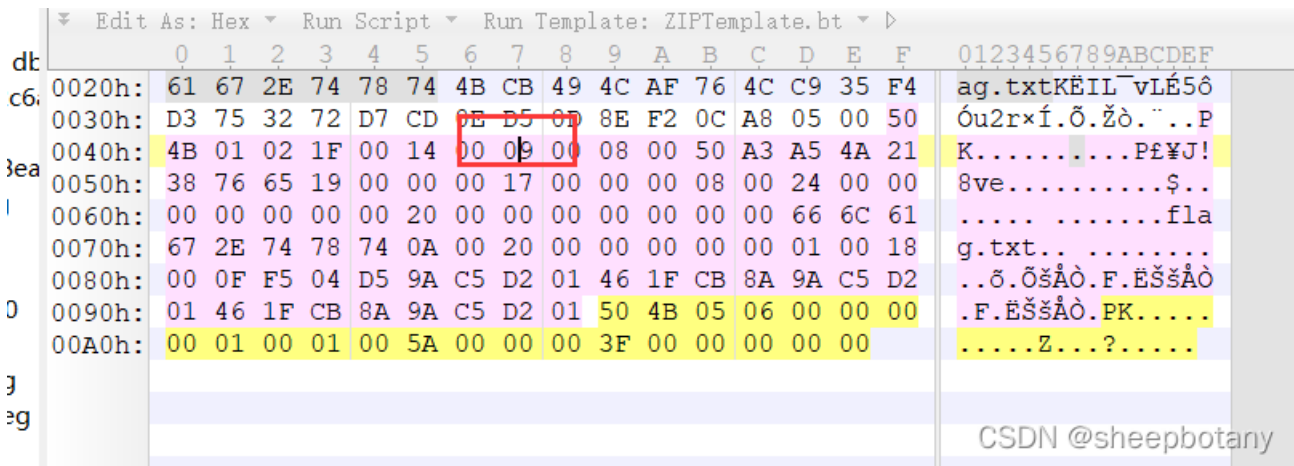 Edit As: Hex Run Script Run Template: ZIPTemplate.bt
0 1 2 3 4 5 6 7 8 9 A B C D E F 0123456789ABCDEF
db
0020h: 61 67 2E 74 78 74 4B CB 49 4C AF 76 4C C9 35 F4 ag.txtKËIL¯vLÉ5ô
c6
0030h: D3 75 32 72 D7 CD 0E D5 0D 8E F2 0C A8 05 00 50 Óu2r×Í.Õ.Žò.¨..P
0040h: 4B 01 02 1F 00 14 00 09 00 08 00 50 A3 A5 4A 21 K..........P£¥J!
3ea
0050h: 38 76 65 19 00 00 00 17 00 00 00 08 00 24 00 00 8ve..........$..
0060h: 00 00 00 00 00 20 00 00 00 00 00 00 00 66 6C 61 ..... .......fla
0070h: 67 2E 74 78 74 0A 00 20 00 00 00 00 00 01 00 18 g.txt.. ........
0080h: 00 0F F5 04 D5 9A C5 D2 01 46 1F CB 8A 9A C5 D2 ..õ.ÕšÅÒ.F.ËŠšÅÒ
0090h: 01 46 1F CB 8A 9A C5 D2 01 50 4B 05 06 00 00 00 .F.ËŠšÅÒ.PK.....
00A0h: 00 01 00 01 00 5A 00 00 00 3F 00 00 00 00 00 .....Z...?.....
g
eg
CSDN @sheepbotany